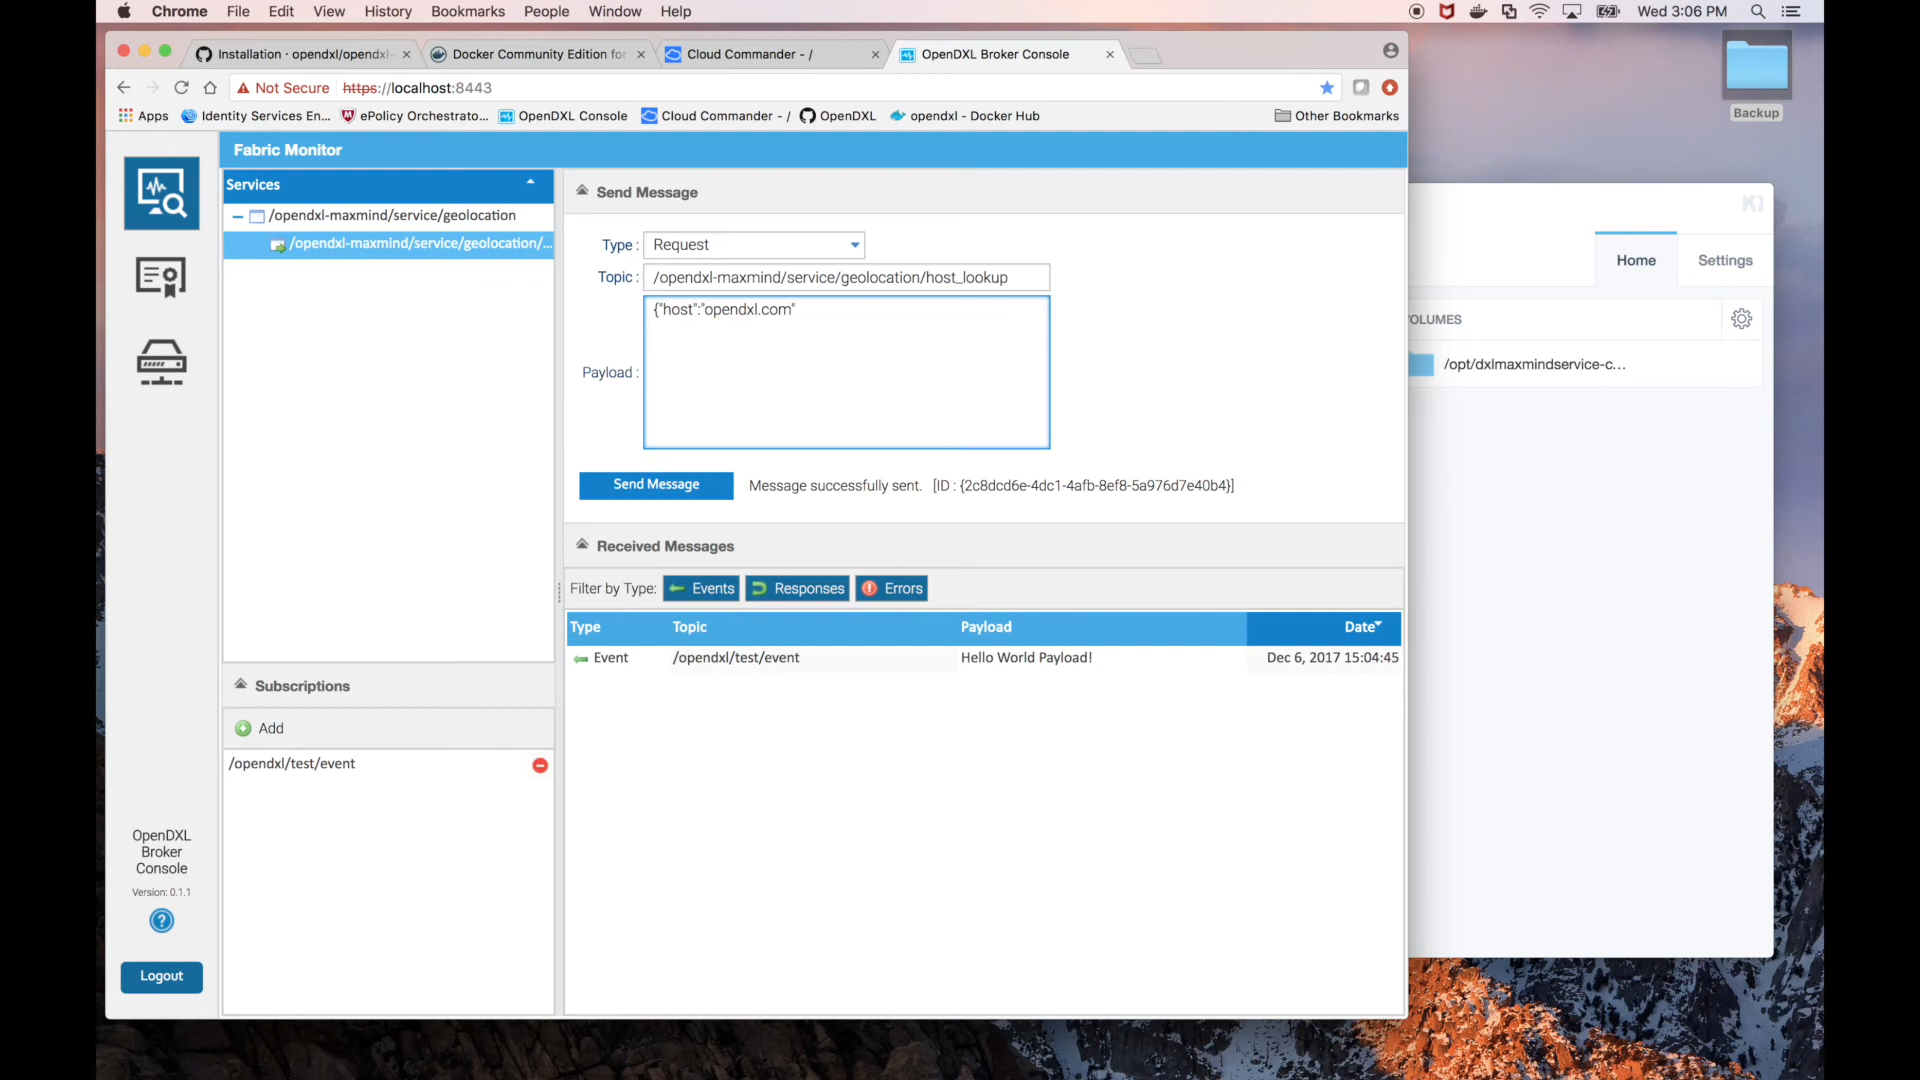 Chrome File Edit View History Bookmarks People Window Help
Wed 3:06 PM
Installation · opendxl/opendxl-
Docker Community Edition for
Cloud Commander - /
OpenDXL Broker Console
Not Secure https://localhost:8443
Apps Identity Services En... ePolicy Orchestrato... OpenDXL Console Cloud Commander - / OpenDXL opendxl - Docker Hub Other Bookmarks
Backup
Fabric Monitor
Services
/opendxl-maxmind/service/geolocation
/opendxl-maxmind/service/geolocation/...
Send Message
Type : Request
Topic : /opendxl-maxmind/service/geolocation/host_lookup
Payload : {"host":"opendxl.com"
Send Message Message successfully sent. [ID : {2c8dcd6e-4dc1-4afb-8ef8-5a976d7e40b4}]
Received Messages
Filter by Type: Events Responses Errors
Type Topic Payload Date
Event /opendxl/test/event Hello World Payload! Dec 6, 2017 15:04:45
Subscriptions
Add
/opendxl/test/event
OpenDXL
Broker
Console
Version: 0.1.1
?
Logout
Home Settings
OLUMES
/opt/dxlmaxmindservice-c...